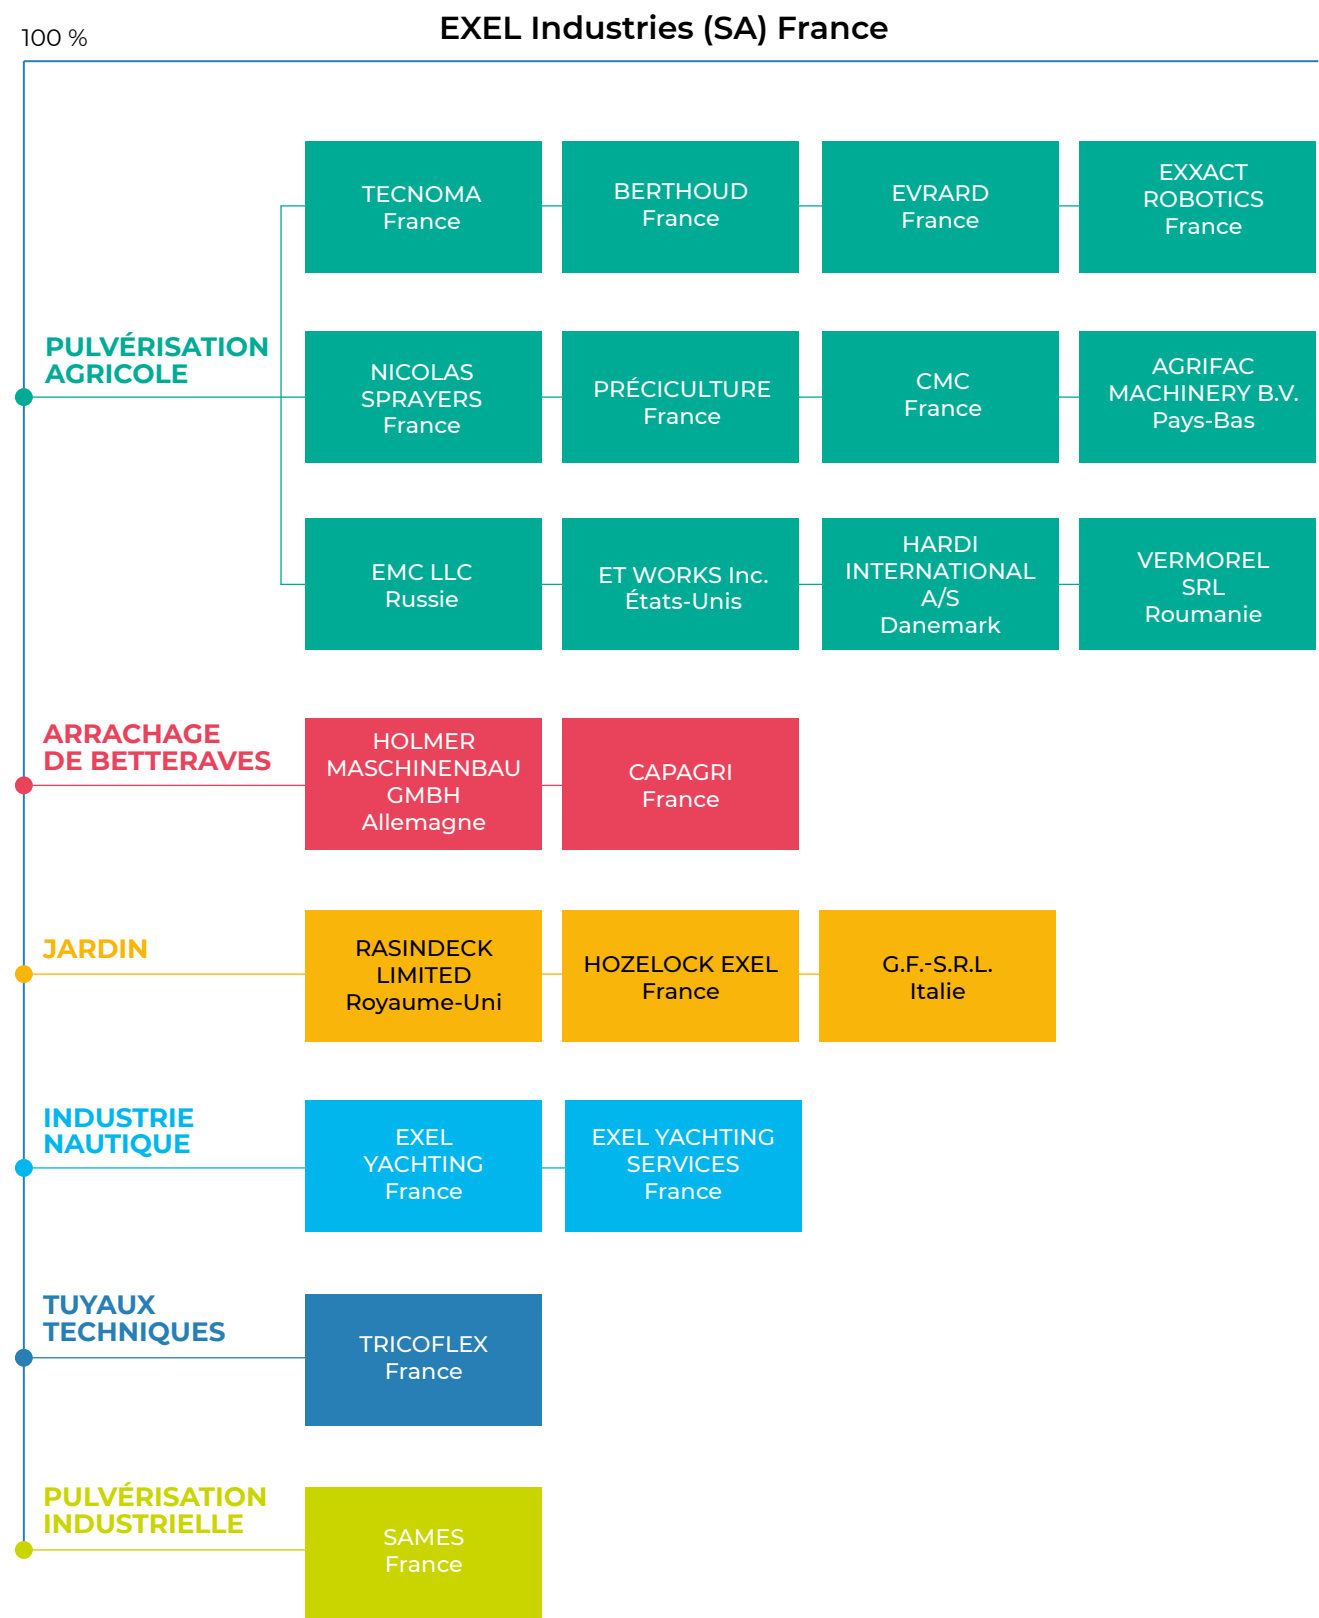 EXEL Industries (SA) France
100 %
TECNOMA
France
BERTHOUD
France
EVRARD
France
EXXACT
ROBOTICS
France
PULVÉRISATION
AGRICOLE
NICOLAS
SPRAYERS
France
PRÉCICULTURE
France
CMC
France
AGRIFAC
MACHINERY B.V.
Pays-Bas
EMC LLC
Russie
ET WORKS Inc.
États-Unis
HARDI
INTERNATIONAL
A/S
Danemark
VERMOREL
SRL
Roumanie
ARRACHAGE
DE BETTERAVES
HOLMER
MASCHINENBAU
GMBH
Allemagne
CAPAGRI
France
JARDIN
RASINDECK
LIMITED
Royaume-Uni
HOZELOCK EXEL
France
G.F.-S.R.L.
Italie
INDUSTRIE
NAUTIQUE
EXEL
YACHTING
France
EXEL YACHTING
SERVICES
France
TUYAUX
TECHNIQUES
TRICOFLEX
France
PULVÉRISATION
INDUSTRIELLE
SAMES
France